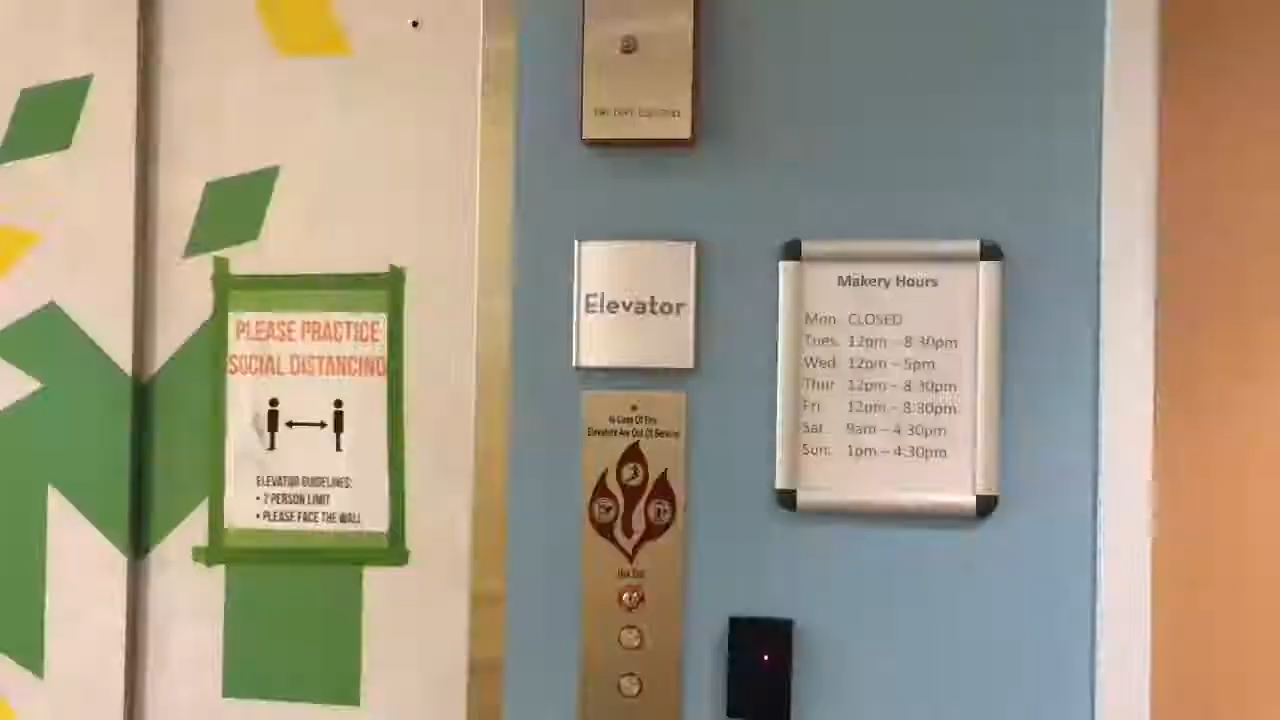 PLEASE PRACTICE
SOCIAL DISTANCING
ELEVATOR GUIDELINES:
• 2 PERSON LIMIT
• PLEASE FACE THE WALL
Elevator
In Case Of Fire
Elevators Are Out Of Service
Makery Hours
Mon: CLOSED
Tues: 12pm – 8:30pm
Wed: 12pm – 5pm
Thur: 12pm – 8:30pm
Fri: 12pm – 8:30pm
Sat: 9am – 4:30pm
Sun: 1pm – 4:30pm